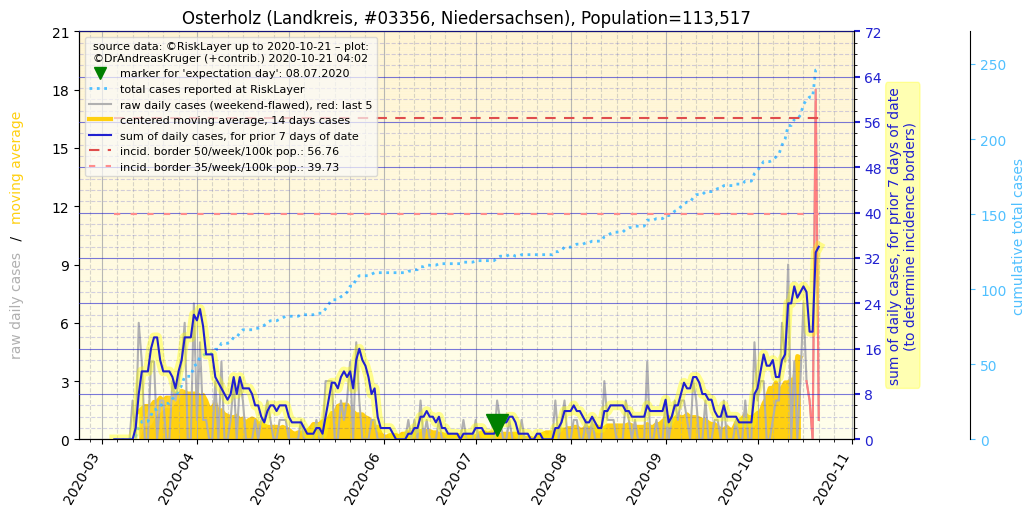 Osterholz (Landkreis, #03356, Niedersachsen), Population=113,517
source data: ©RiskLayer up to 2020-10-21 – plot:
©DrAndreasKruger (+contrib.) 2020-10-21 04:02
marker for 'expectation day': 08.07.2020
total cases reported at RiskLayer
raw daily cases (weekend-flawed), red: last 5
centered moving average, 14 days cases
sum of daily cases, for prior 7 days of date
incid. border 50/week/100k pop.: 56.76
incid. border 35/week/100k pop.: 39.73
raw daily cases / moving average
21
18
15
12
9
6
3
0
72
64
56
48
40
32
24
16
8
0
sum of daily cases, for prior 7 days of date
(to determine incidence borders)
250
200
150
100
50
0
cumulative total cases
2020-03
2020-04
2020-05
2020-06
2020-07
2020-08
2020-09
2020-10
2020-11